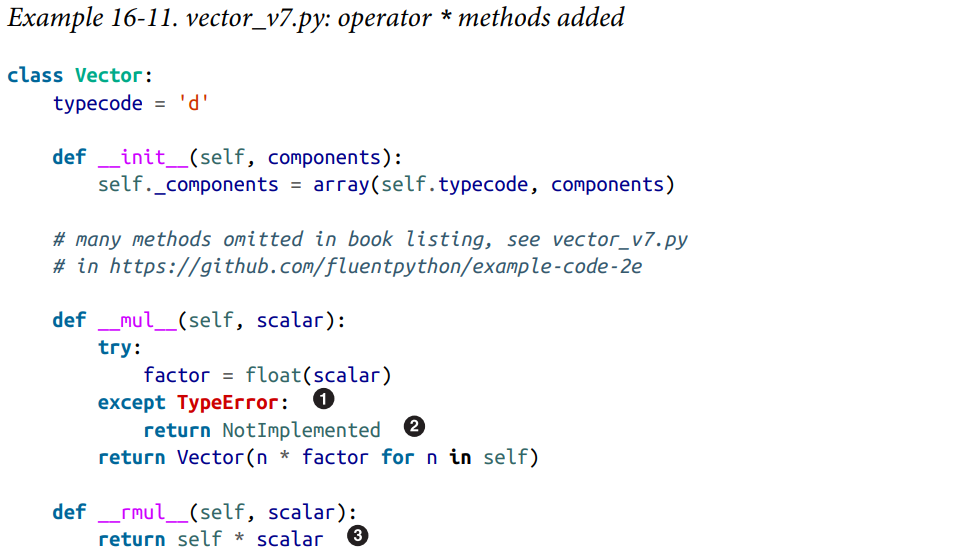 Example 16-11. vector_v7.py: operator * methods added
class Vector:
    typecode = 'd'
    def __init__(self, components):
        self._components = array(self.typecode, components)
    # many methods omitted in book listing, see vector_v7.py
    # in https://github.com/fluentpython/example-code-2e
    def __mul__(self, scalar):
        try:
            factor = float(scalar)
        except TypeError: ❶
            return NotImplemented ❷
        return Vector(n * factor for n in self)
    def __rmul__(self, scalar):
        return self * scalar ❸